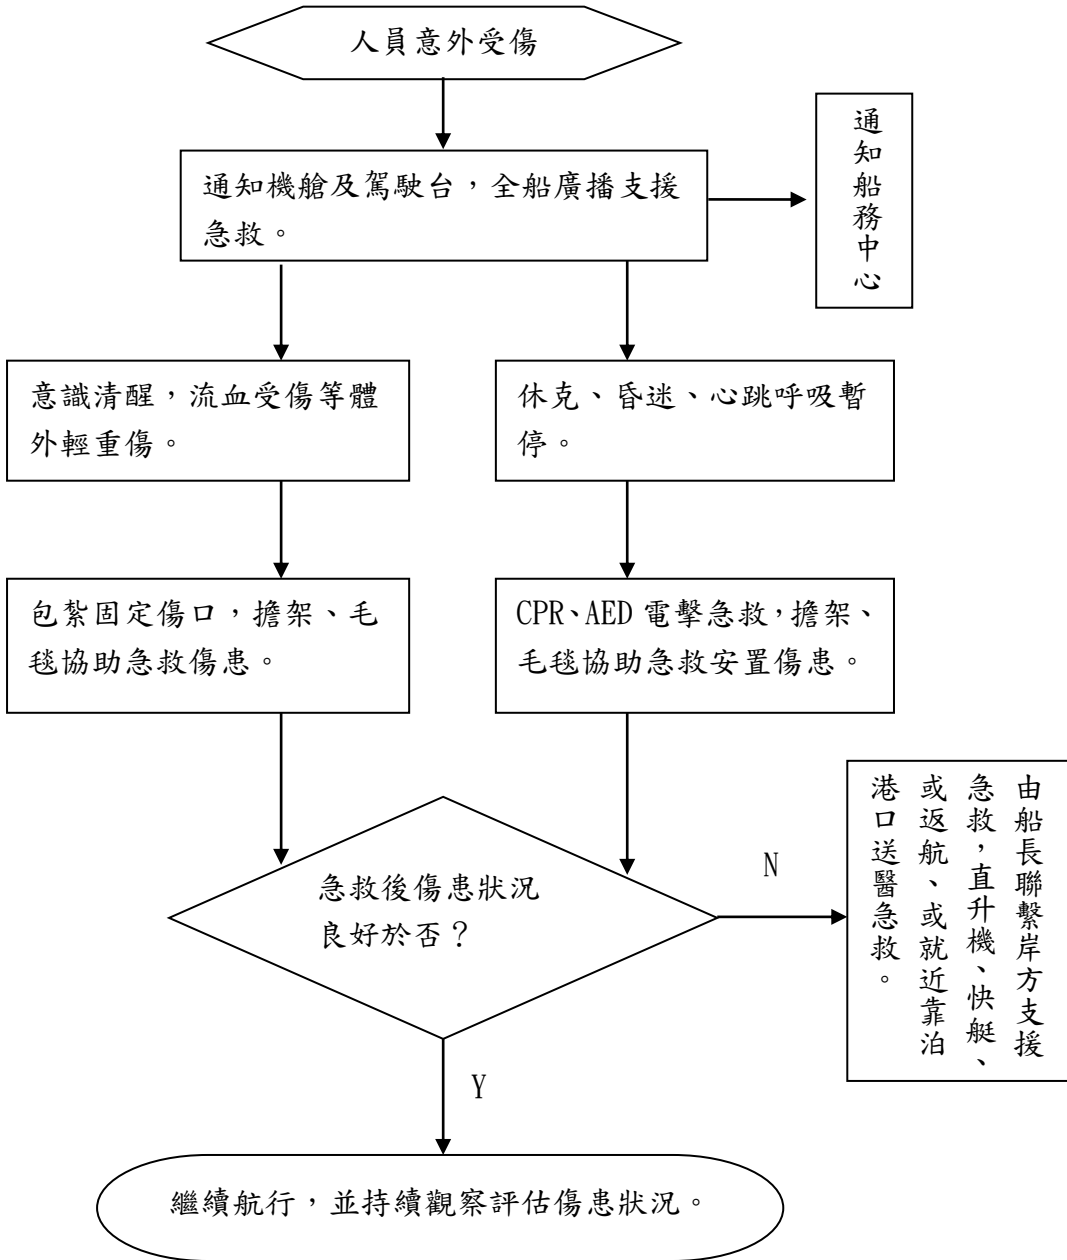 人員意外受傷
通知機艙及駕駛台，全船廣播支援
急救。
通知船務中心
意識清醒，流血受傷等體
外輕重傷。
休克、昏迷、心跳呼吸暫
停。
包紮固定傷口，擔架、毛
毯協助急救傷患。
CPR、AED 電擊急救，擔架、
毛毯協助急救安置傷患。
急救後傷患狀況
良好於否？
N
由船長聯繫岸方支援
急救，直升機、快艇、
或返航、或就近靠泊
港口送醫急救。
Y
繼續航行，並持續觀察評估傷患狀況。